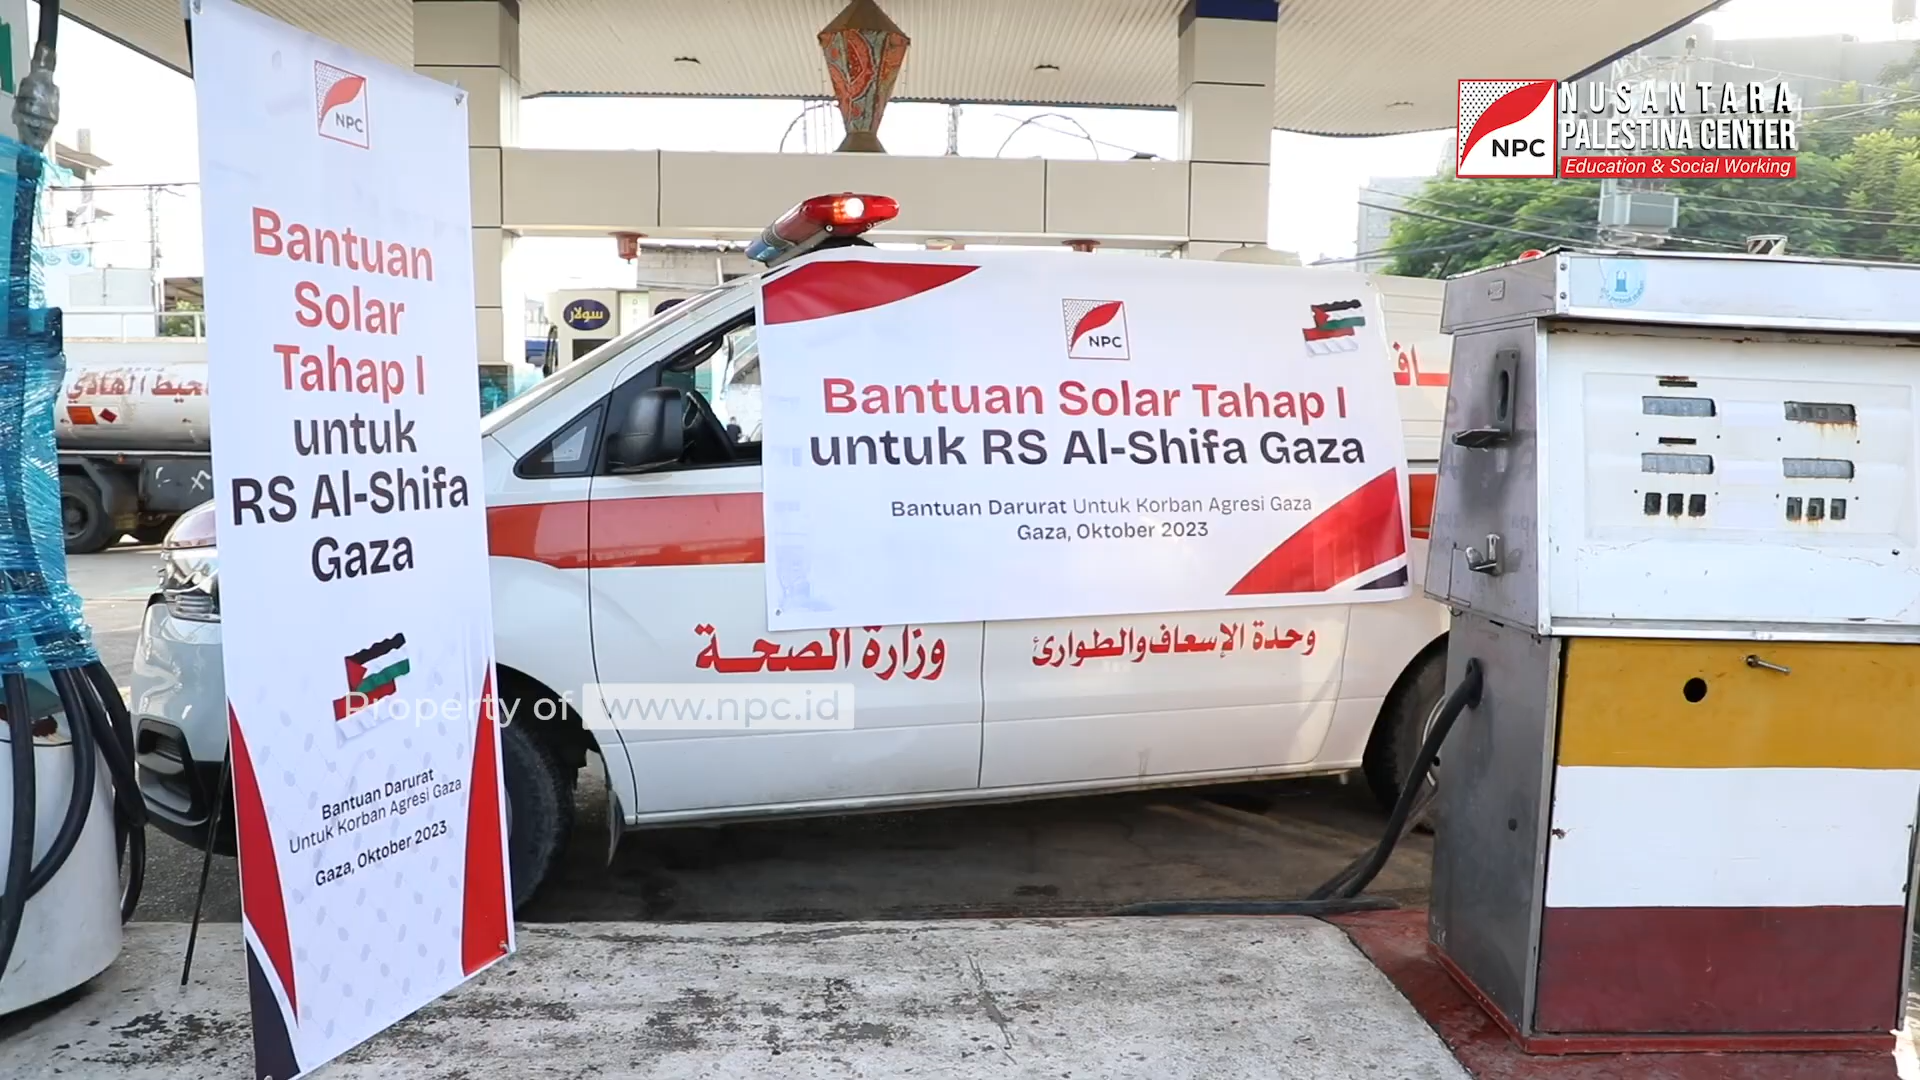 NPC
NUSANTARA
PALESTINA CENTER
Education & Social Working
NPC
Bantuan
Solar
Tahap I
untuk
RS Al-Shifa
Gaza
Bantuan Darurat
Untuk Korban Agresi Gaza
Gaza, Oktober 2023
سولار
NPC
Bantuan Solar Tahap I
untuk RS Al-Shifa Gaza
Bantuan Darurat Untuk Korban Agresi Gaza
Gaza, Oktober 2023
وزارة الصحة
وحدة الإسعاف والطوارئ
Property of www.npc.id